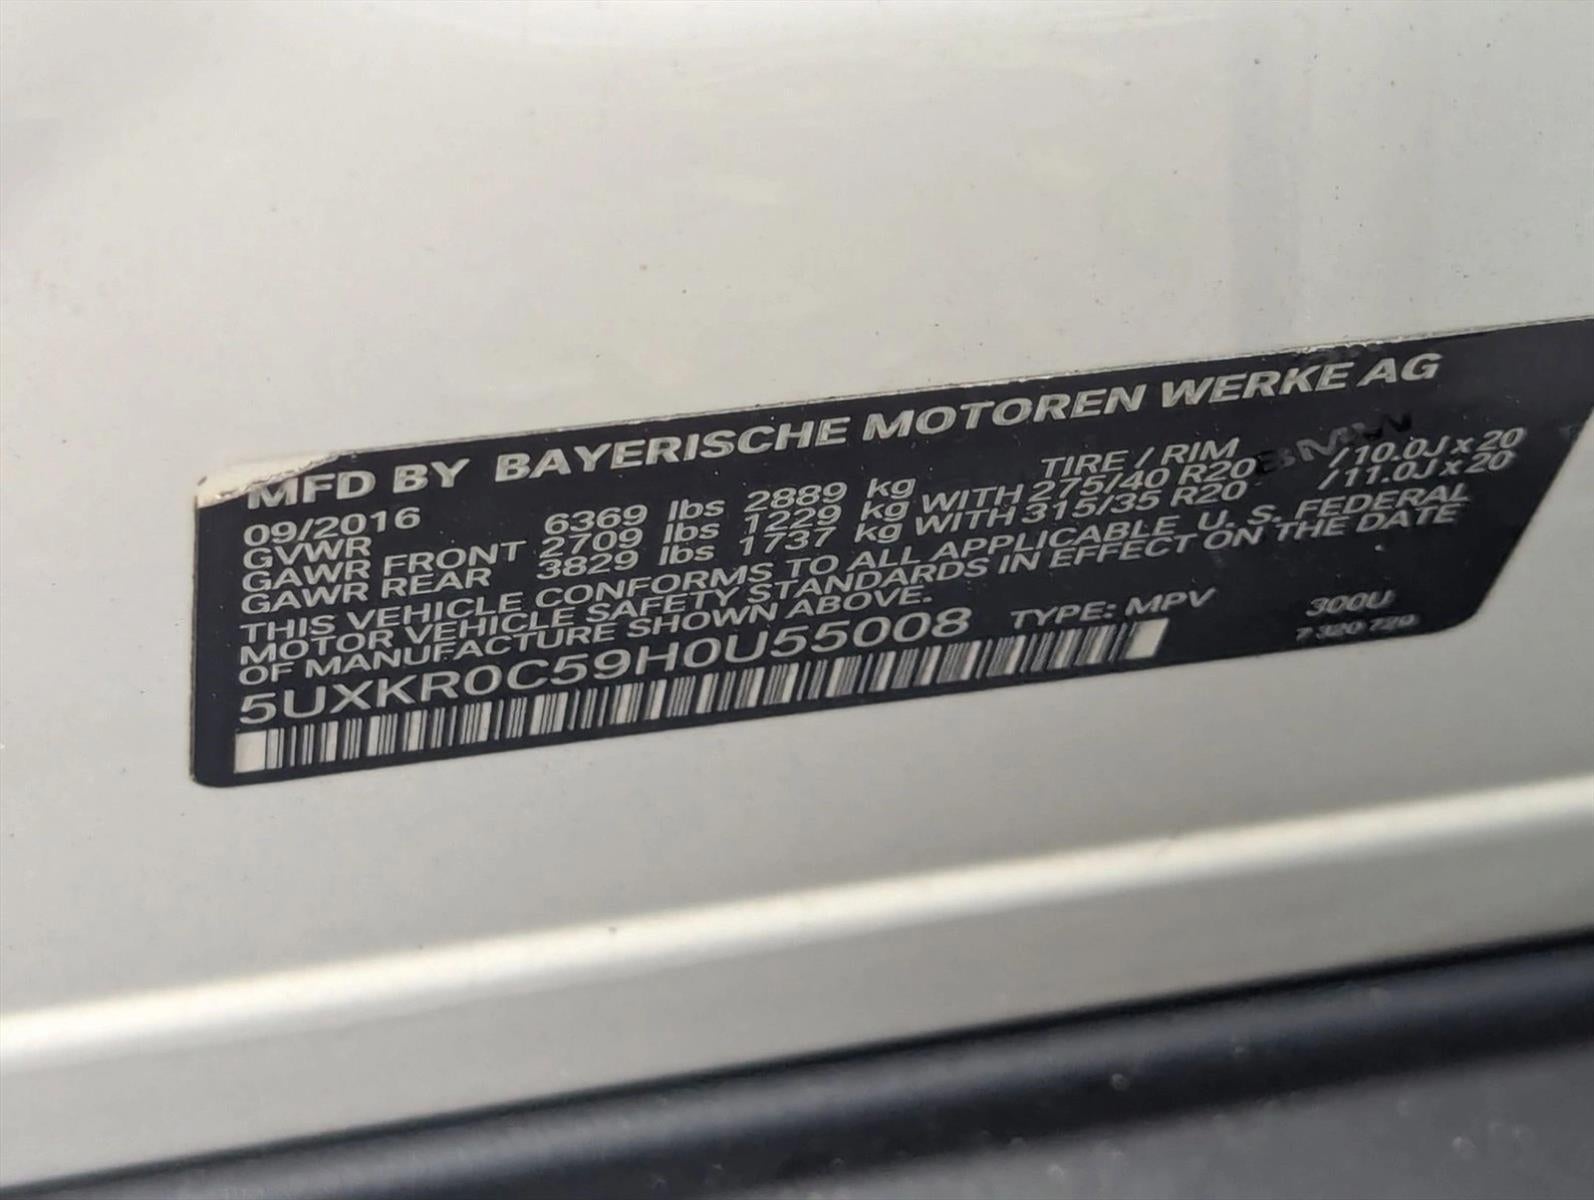 MFD BY BAYERISCHE MOTOREN WERKE AG
09/2016 TIRE / RIM BMW
GVWR 6369 lbs 2889 kg
GAWR FRONT 2709 lbs 1229 kg WITH 275/40 R20 /10.0J x 20
GAWR REAR 3829 lbs 1737 kg WITH 315/35 R20 /11.0J x 20
THIS VEHICLE CONFORMS TO ALL APPLICABLE U. S. FEDERAL
MOTOR VEHICLE SAFETY STANDARDS IN EFFECT ON THE DATE
OF MANUFACTURE SHOWN ABOVE.
5UXKR0C59H0U55008 TYPE: MPV 300U
7 320 729